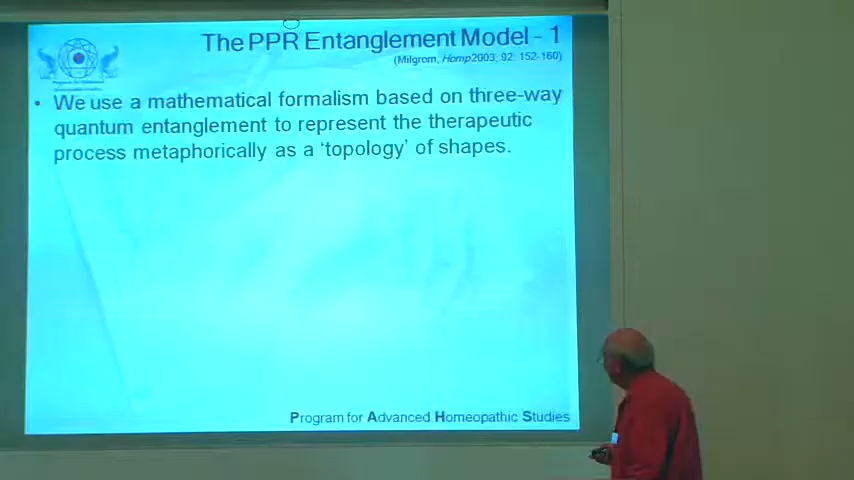 The PPR Entanglement Model - 1
(Milgrom, Homp 2003; 92: 152-160)
• We use a mathematical formalism based on three-way
quantum entanglement to represent the therapeutic
process metaphorically as a 'topology' of shapes.
Program for Advanced Homeopathic Studies